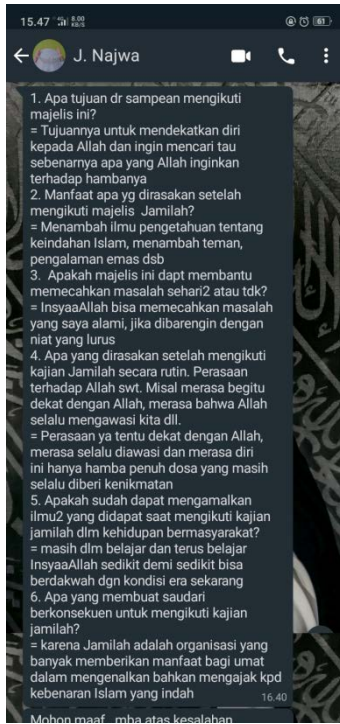 15.47 8.00 KB/S 61
J. Najwa
1. Apa tujuan dr sampean mengikuti
majelis ini?
= Tujuannya untuk mendekatkan diri
kepada Allah dan ingin mencari tau
sebenarnya apa yang Allah inginkan
terhadap hambanya
2. Manfaat apa yg dirasakan setelah
mengikuti majelis Jamilah?
= Menambah ilmu pengetahuan tentang
keindahan Islam, menambah teman,
pengalaman emas dsb
3. Apakah majelis ini dapt membantu
memecahkan masalah sehari2 atau tdk?
= InsyaaAllah bisa memecahkan masalah
yang saya alami, jika dibarengin dengan
niat yang lurus
4. Apa yang dirasakan setelah mengikuti
kajian Jamilah secara rutin. Perasaan
terhadap Allah swt. Misal merasa begitu
dekat dengan Allah, merasa bahwa Allah
selalu mengawasi kita dll.
= Perasaan ya tentu dekat dengan Allah,
merasa selalu diawasi dan merasa diri
ini hanya hamba penuh dosa yang masih
selalu diberi kenikmatan
5. Apakah sudah dapat mengamalkan
ilmu2 yang didapat saat mengikuti kajian
jamilah dlm kehidupan bermasyarakat?
= masih dlm belajar dan terus belajar
InsyaaAllah sedikit demi sedikit bisa
berdakwah dgn kondisi era sekarang
6. Apa yang membuat saudari
berkonsekuen untuk mengikuti kajian
jamilah?
= karena Jamilah adalah organisasi yang
banyak memberikan manfaat bagi umat
dalam mengenalkan bahkan mengajak kpd
kebenaran Islam yang indah 16.40
Mohon maaf mba atas kesalahan